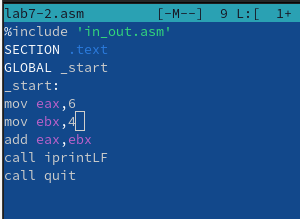 lab7-2.asm [-M--] 9 L:[ 1+
%include 'in_out.asm'
SECTION .text
GLOBAL _start
_start:
mov eax,6
mov ebx,4
add eax,ebx
call iprintLF
call quit